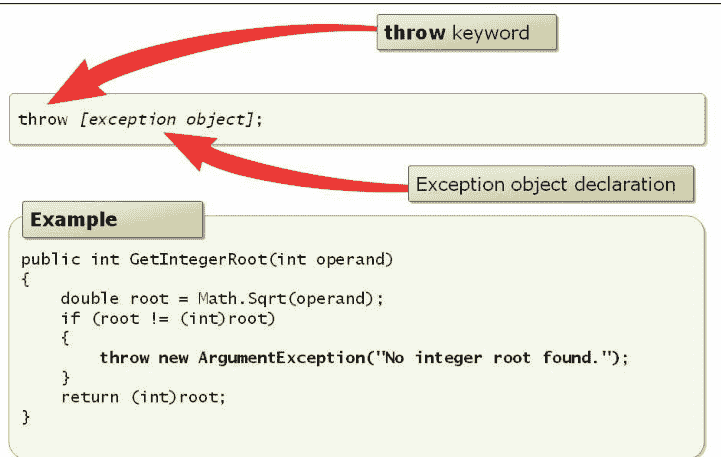 throw keyword
throw [exception object];
Exception object declaration
Example
public int GetIntegerRoot(int operand)
{
    double root = Math.Sqrt(operand);
    if (root != (int)root)
    {
        throw new ArgumentException("No integer root found.");
    }
    return (int)root;
}